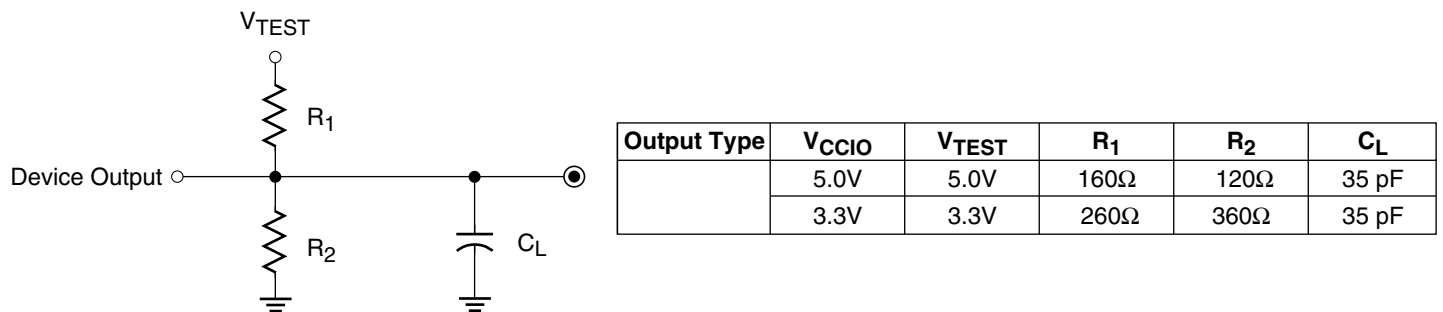 VTEST
R1
Device Output
R2
CL
Output Type VCCIO VTEST R1 R2 CL
5.0V 5.0V 160Ω 120Ω 35 pF
3.3V 3.3V 260Ω 360Ω 35 pF